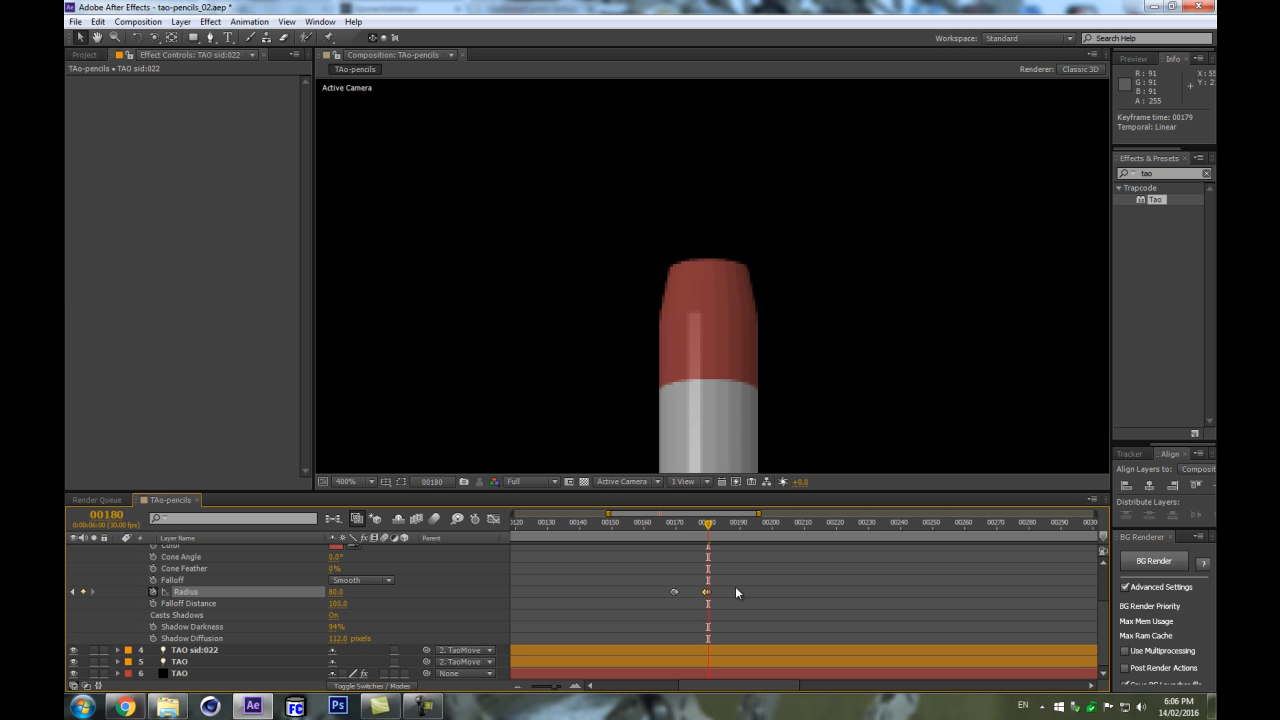 Adobe After Effects - tao-pencils_02.aep *
File Edit Composition Layer Effect Animation View Window Help
Workspace: Standard Search Help
Project Effect Controls: TAO sid:022
TAo-pencils • TAO sid:022
Composition: TAo-pencils
TAo-pencils
Renderer: Classic 3D
Active Camera
Preview Info
R: 91
G: 91
B: 91
A: 255
Keyframe time: 00179
Temporal: Linear
Effects & Presets
tao
Trapcode
Tao
Tracker Align
Align Layers to: Composit
Distribute Layers:
BG Renderer
BG Render ?
Advanced Settings
BG Render Priority
Max Mem Usage
Max Ram Cache
Use Multiprocessing
Post Render Actions
400% 00180 Full Active Camera 1 View +0.0
Render Queue TAo-pencils
00180
0:00:06:00 (30.00 fps)
Layer Name Parent
00130 00140 00150 00160 00170 00190 00200 00210 00220 00230 00240 00250 00260 00270 00280 00290
Cone Angle 0.0°
Cone Feather 0%
Falloff Smooth
Radius 80.0
Falloff Distance 100.0
Casts Shadows On
Shadow Darkness 94%
Shadow Diffusion 112.0 pixels
4 TAO sid:022 2. TaoMove
5 TAO 2. TaoMove
6 TAO None
Toggle Switches / Modes
Ae FC Ps
EN
6:06 PM
14/02/2016